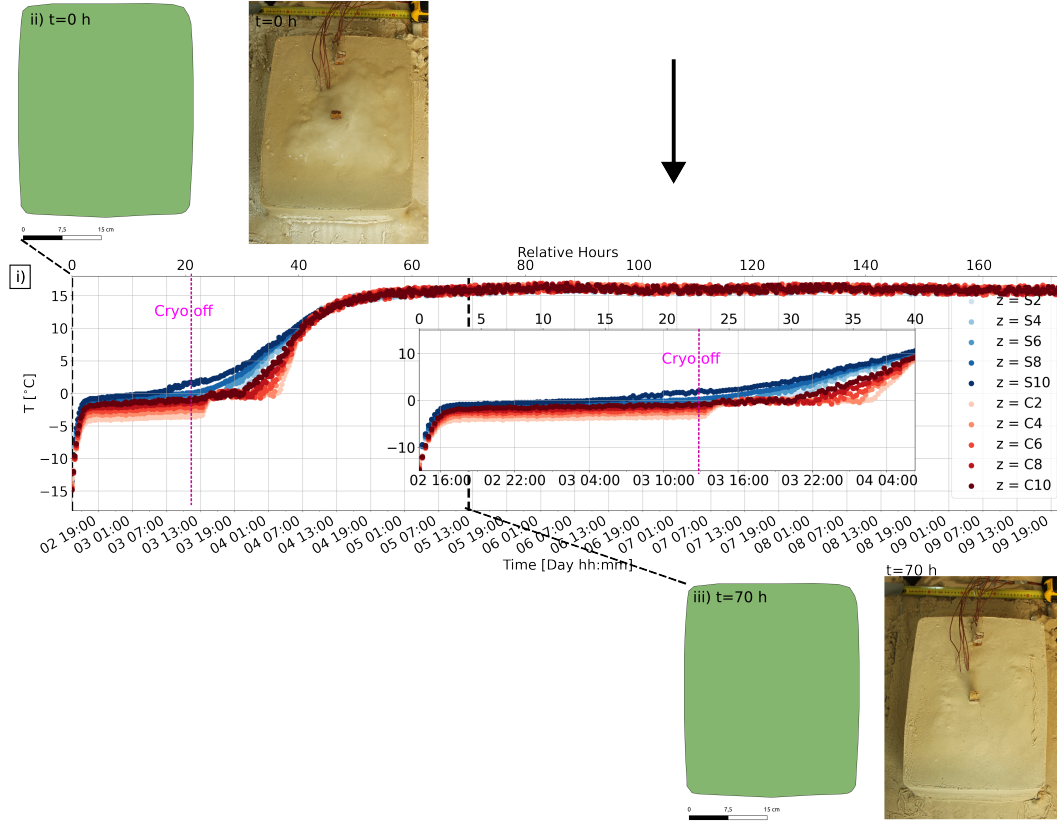 ii) t=0 h
t=0 h
0 7,5 15 cm
Relative Hours
i)
0 20 40 60 80 100 120 140 160
15
10
5
0
−5
−10
−15
T [°C]
Cryo off
0 5 10 15 20 25 30 35 40
10
0
−10
Cryo off
02 16:00 02 22:00 03 04:00 03 10:00 03 16:00 03 22:00 04 04:00
z = S2
z = S4
z = S6
z = S8
z = S10
z = C2
z = C4
z = C6
z = C8
z = C10
02 19:00 03 01:00 03 07:00 03 13:00 03 19:00 04 01:00 04 07:00 04 13:00 04 19:00 05 01:00 05 07:00 05 13:00 05 19:00 06 01:00 06 07:00 06 13:00 06 19:00 07 01:00 07 07:00 07 13:00 07 19:00 08 01:00 08 07:00 08 13:00 08 19:00 09 01:00 09 07:00 09 13:00 09 19:00
Time [Day hh:mm]
iii) t=70 h
t=70 h
0 7,5 15 cm